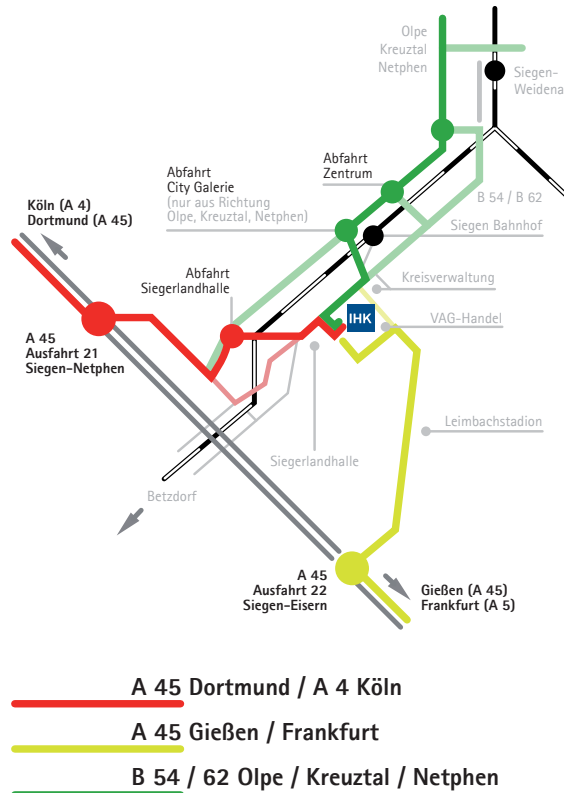 Olpe
Kreuztal
Netphen
Siegen-
Weidena
Abfahrt
Zentrum
Abfahrt
City Galerie
(nur aus Richtung
Olpe, Kreuztal, Netphen)
B 54 / B 62
Köln (A 4)
Dortmund (A 45)
Siegen Bahnhof
Abfahrt
Siegerlandhalle
Kreisverwaltung
IHK
VAG-Handel
A 45
Ausfahrt 21
Siegen-Netphen
Leimbachstadion
Siegerlandhalle
Betzdorf
A 45
Ausfahrt 22
Siegen-Eisern
Gießen (A 45)
Frankfurt (A 5)
A 45 Dortmund / A 4 Köln
A 45 Gießen / Frankfurt
B 54 / 62 Olpe / Kreuztal / Netphen